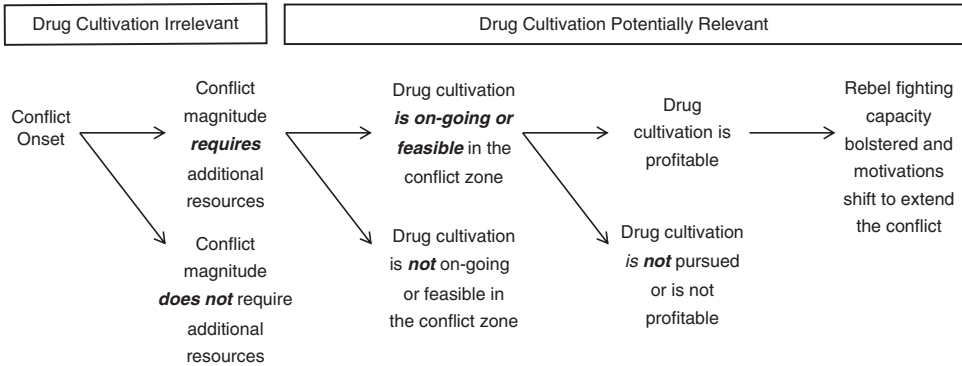 Drug Cultivation Irrelevant
Drug Cultivation Potentially Relevant
Conflict
Onset
Conflict
magnitude
requires
additional
resources
Conflict
magnitude
does not require
additional
resources
Drug cultivation
is on-going or
feasible in the
conflict zone
Drug cultivation
is not on-going
or feasible in
the conflict zone
Drug
cultivation is
profitable
Drug cultivation
is not pursued
or is not
profitable
Rebel fighting
capacity
bolstered and
motivations
shift to extend
the conflict